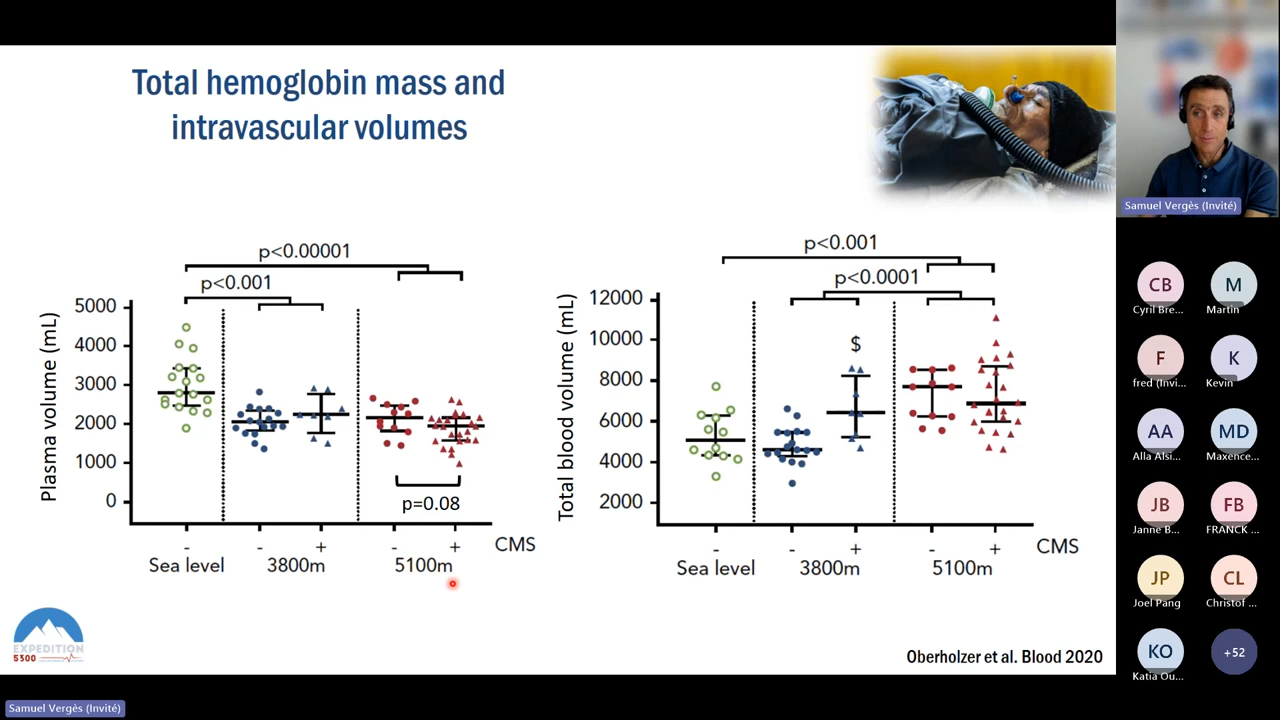 Total hemoglobin mass and
intravascular volumes
p<0.00001
p<0.001
Plasma volume (mL)
5000
4000
3000
2000
1000
0
p=0.08
-
-
+
-
+
CMS
Sea level
3800m
5100m
p<0.001
p<0.0001
Total blood volume (mL)
12000
10000
8000
6000
4000
2000
$
-
-
+
-
+
CMS
Sea level
3800m
5100m
EXPEDITION
5300
Oberholzer et al. Blood 2020
Samuel Vergès (Invité)
Samuel Vergès (Invité)
CB
Cyril Bre...
M
Martin
F
fred (Invi...
K
Kevin
AA
Alla Alsi...
MD
Maxence...
JB
Janne B...
FB
FRANCK ...
JP
Joel Pang
CL
Christof ...
KO
Katia Ou...
+52